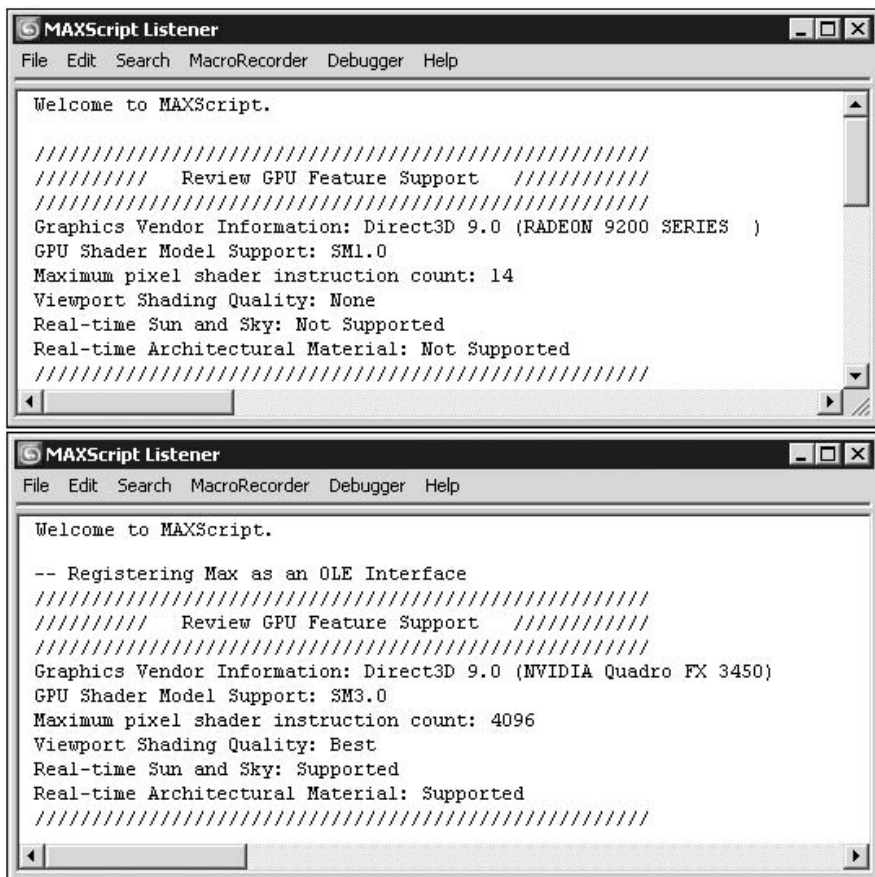 MAXScript Listener
File Edit Search MacroRecorder Debugger Help
Welcome to MAXScript.
//////////////////////////////////////////////////////
////////// Review GPU Feature Support ////////////
//////////////////////////////////////////////////////
Graphics Vendor Information: Direct3D 9.0 (RADEON 9200 SERIES )
GPU Shader Model Support: SM1.0
Maximum pixel shader instruction count: 14
Viewport Shading Quality: None
Real-time Sun and Sky: Not Supported
Real-time Architectural Material: Not Supported
//////////////////////////////////////////////////////
MAXScript Listener
File Edit Search MacroRecorder Debugger Help
Welcome to MAXScript.
-- Registering Max as an OLE Interface
//////////////////////////////////////////////////////
////////// Review GPU Feature Support ////////////
//////////////////////////////////////////////////////
Graphics Vendor Information: Direct3D 9.0 (NVIDIA Quadro FX 3450)
GPU Shader Model Support: SM3.0
Maximum pixel shader instruction count: 4096
Viewport Shading Quality: Best
Real-time Sun and Sky: Supported
Real-time Architectural Material: Supported
//////////////////////////////////////////////////////